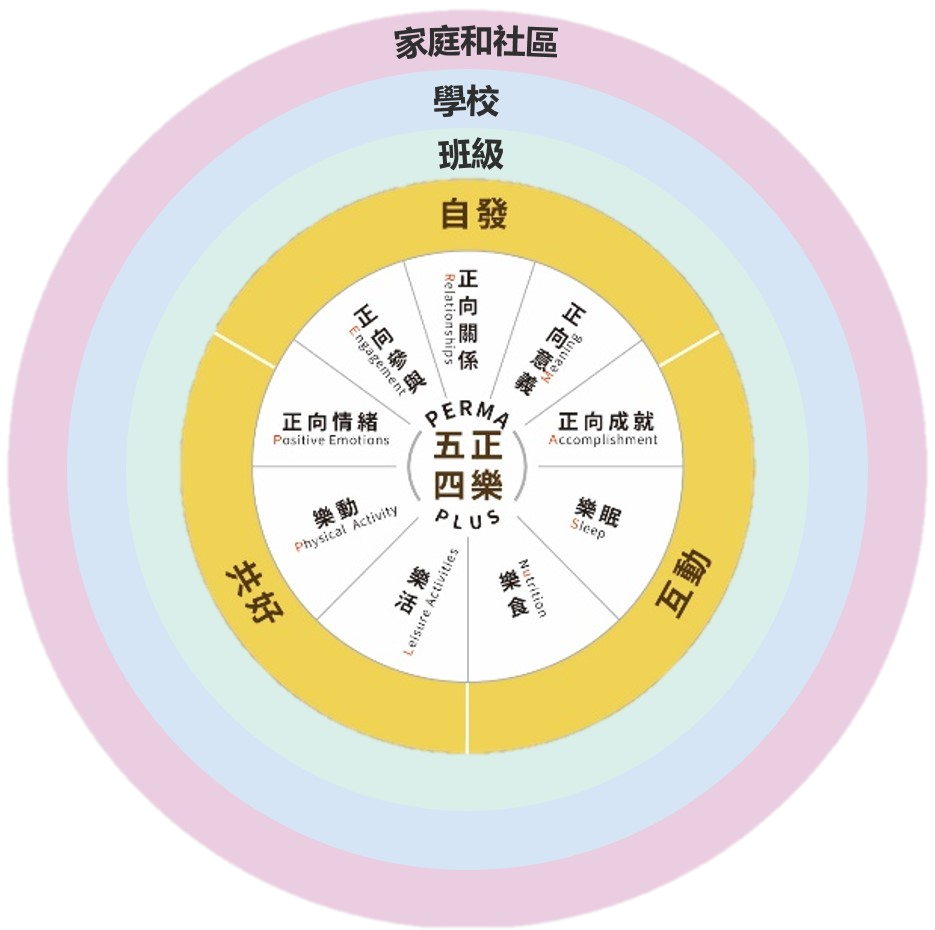 家庭和社區
學校
班級
自發
互動
共好
正向情緒
Positive Emotions
正向參與
Engagement
正向關係
Relationships
正向意義
Meaning
正向成就
Accomplishment
樂眠
Sleep
樂食
Nutrition
樂活
Leisure Activities
樂動
Physical Activity
PERMA
五正
四樂
PLUS